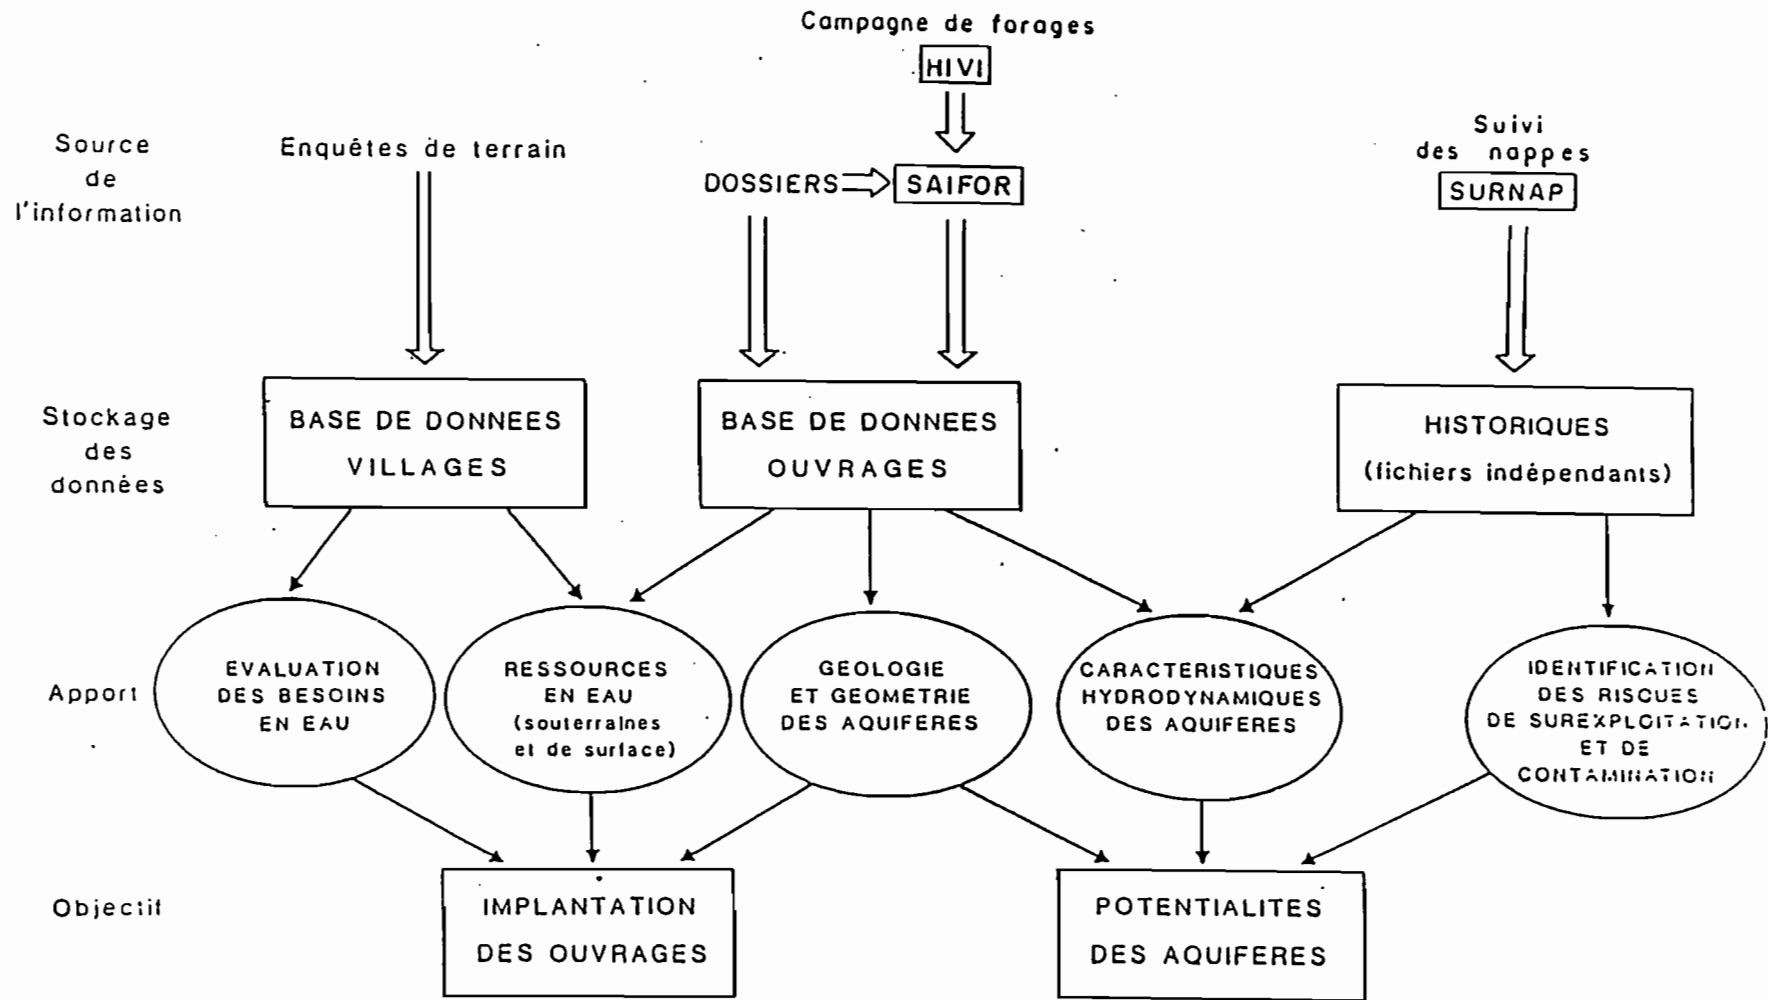 Campagne de forages
HIVI
Source
de
l'information
Enquêtes de terrain
DOSSIERS
SAIFOR
Suivi
des nappes
SURNAP
Stockage
des
données
BASE DE DONNEES
VILLAGES
BASE DE DONNEES
OUVRAGES
HISTORIQUES
(fichiers indépendants)
Apport
EVALUATION
DES BESOINS
EN EAU
RESSOURCES
EN EAU
(souterraines
et de surface)
GEOLOGIE
ET GEOMETRIE
DES AQUIFERES
CARACTERISTIQUES
HYDRODYNAMIQUES
DES AQUIFERES
IDENTIFICATION
DES RISQUES
DE SUREXPLOITATION
ET DE
CONTAMINATION
Objectif
IMPLANTATION
DES OUVRAGES
POTENTIALITES
DES AQUIFERES